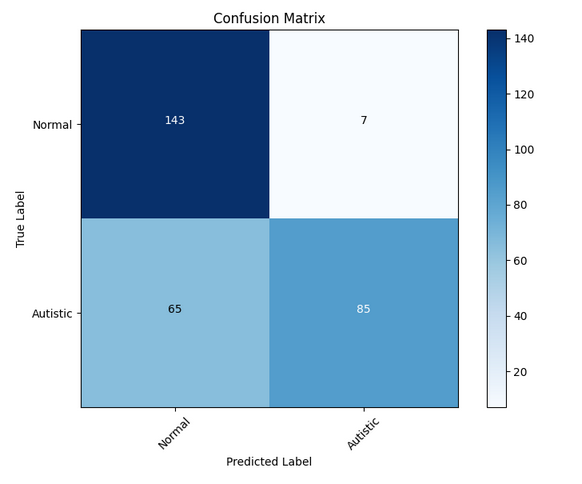 Confusion Matrix
True Label
Normal
143
7
Autistic
65
85
Normal
Autistic
Predicted Label
140
120
100
80
60
40
20